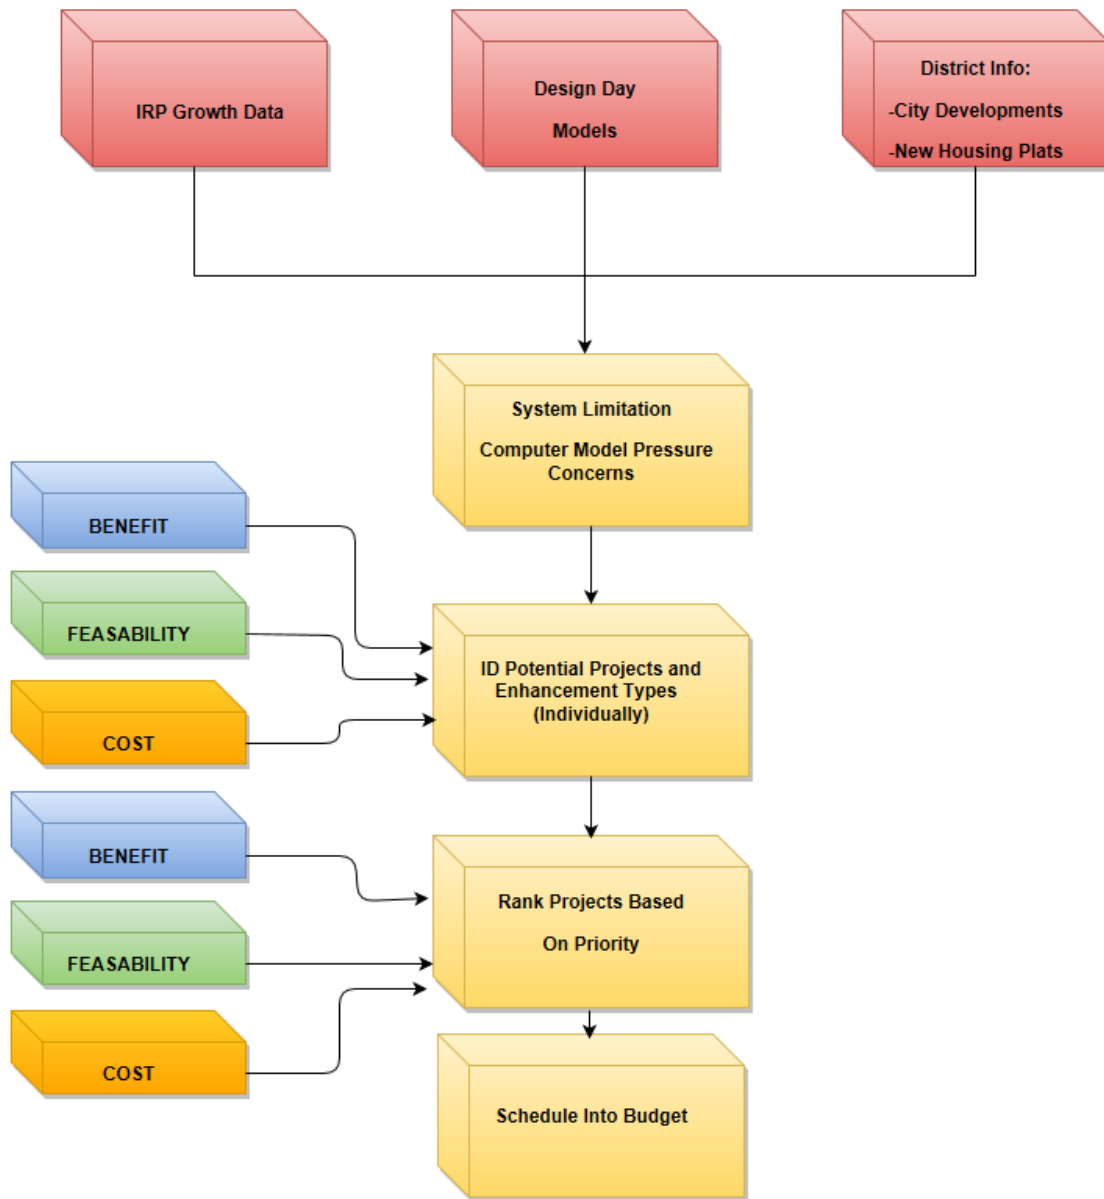 IRP Growth Data
Design Day
Models
District Info:
-City Developments
-New Housing Plats
System Limitation
Computer Model Pressure
Concerns
BENEFIT
FEASABILITY
COST
ID Potential Projects and
Enhancement Types
(Individually)
BENEFIT
FEASABILITY
COST
Rank Projects Based
On Priority
Schedule Into Budget